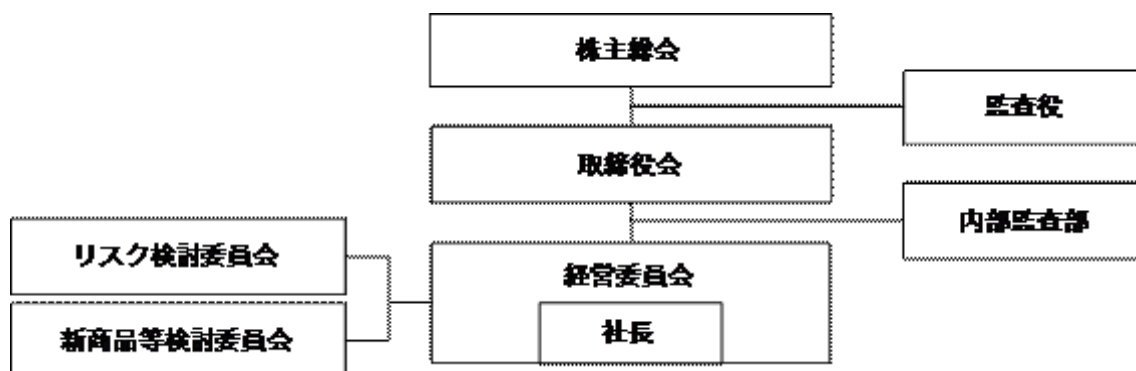 株主総会
監査役
取締役会
内部監査部
リスク検討委員会
経営委員会
新商品等検討委員会
社長